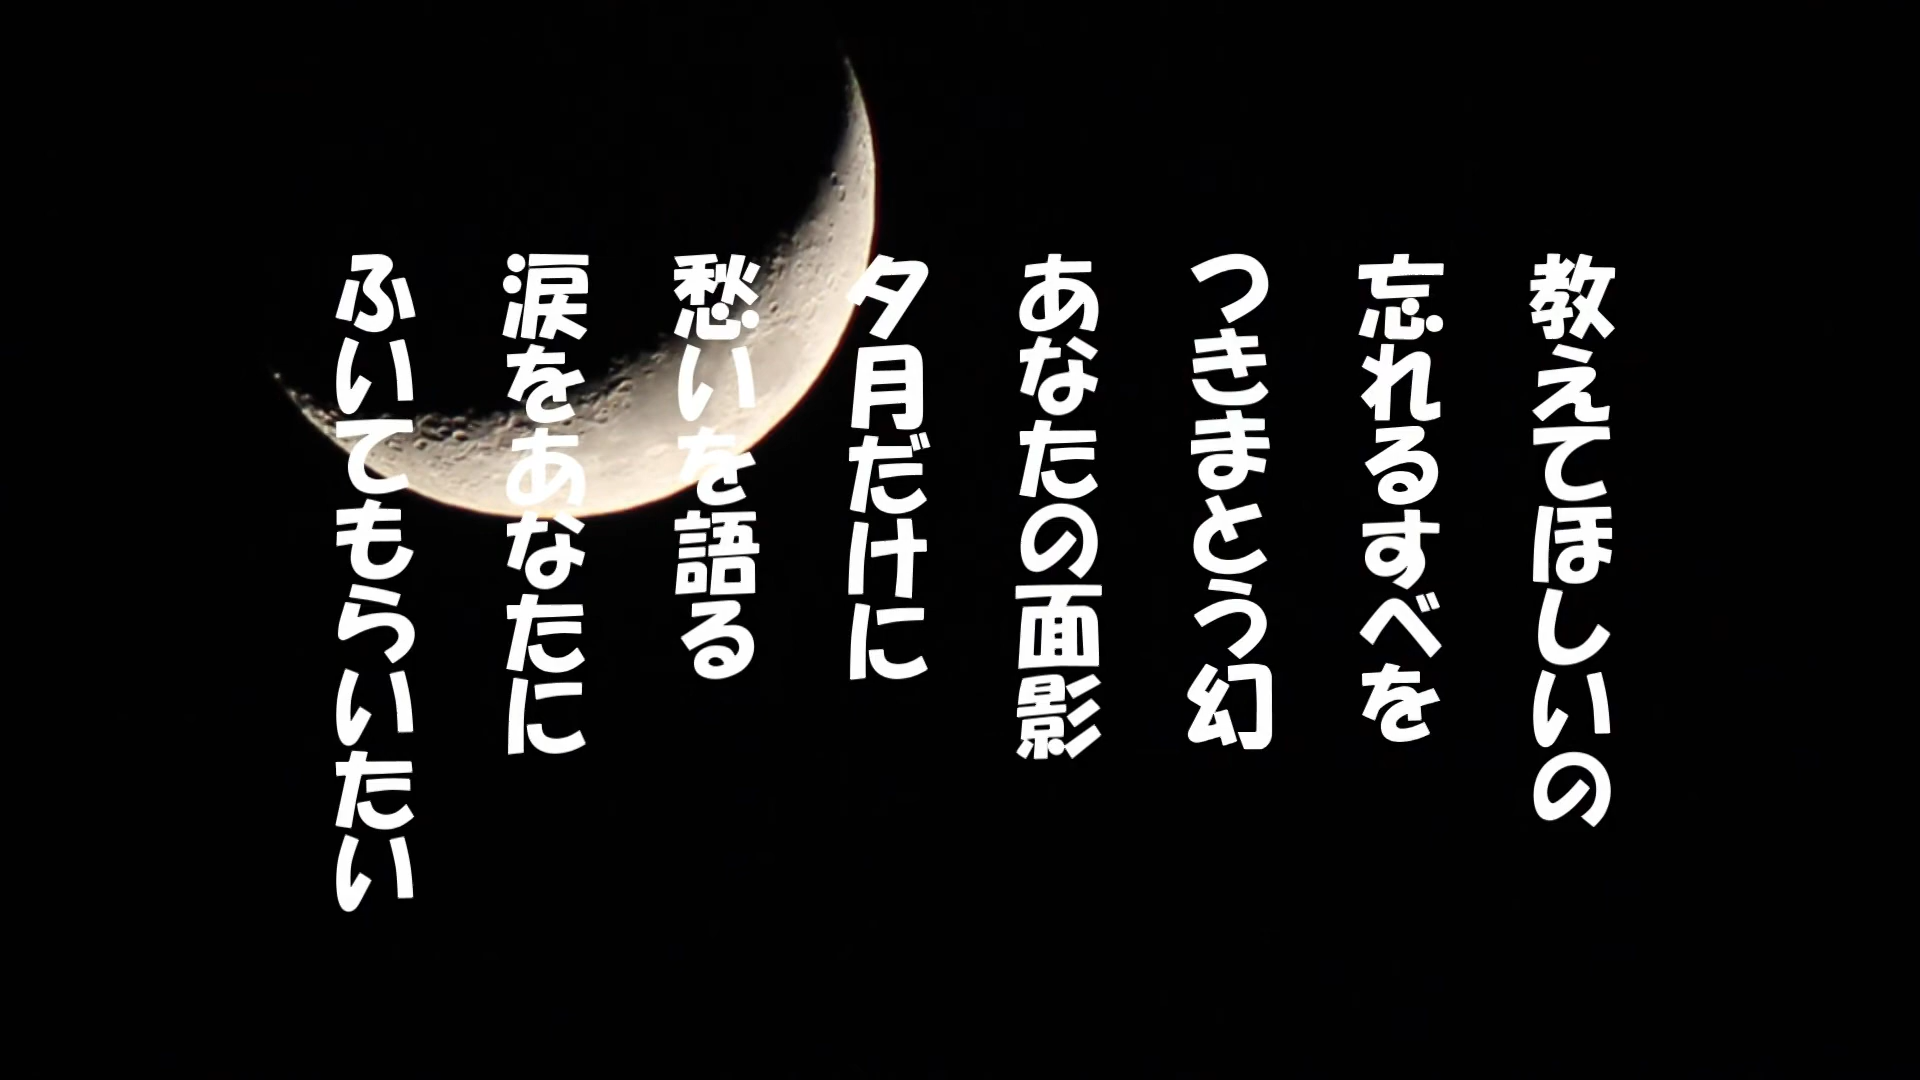 教えてほしいの
忘れるすべを
つきまとう幻
あなたの面影
夕月だけに
愁いを語る
涙をあなたに
ふいてもらいたい